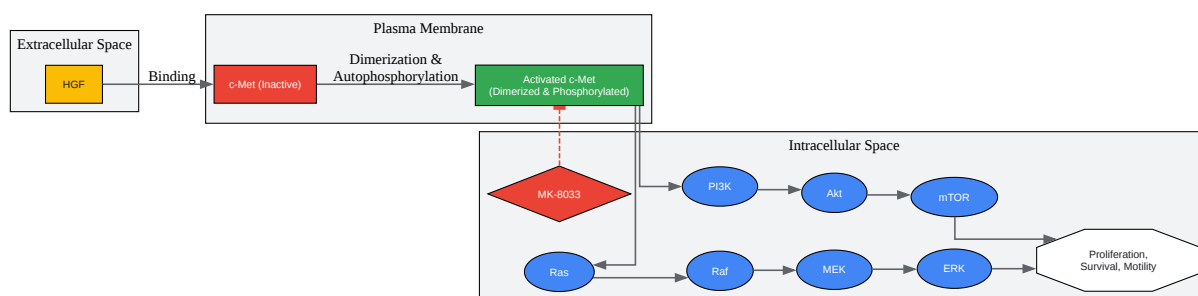 Plasma Membrane
Extracellular Space
HGF
Binding
c-Met (Inactive)
Dimerization &
Autophosphorylation
Activated c-Met
(Dimerized & Phosphorylated)
Intracellular Space
MK-8033
PI3K
Akt
mTOR
Ras
Raf
MEK
ERK
Proliferation,
Survival, Motility